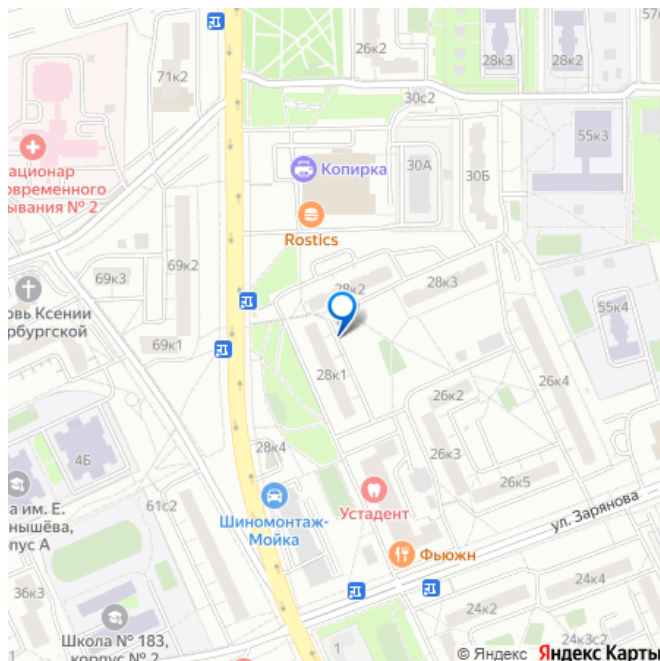 26к2
28к3
28к2
57
71к2
30с2
55к3
ационар
овременного
ывания № 2
Копирка
30А
30Б
Rostics
69к2
69к3
28к2
28к3
овь Ксении
рбургской
55к4
69к1
28к1
26к2
26к4
28к4
26к3
4Б
26к5
Устадент
ул. Зарянова
а им. Е.
нышёва,
рпус А
61с2
Шиномонтаж-
Мойка
Фьюжн
36к3
24к4
24к2
Школа № 183,
корпус № 2
1
24к3с2
© Яндекс Яндекс Карты